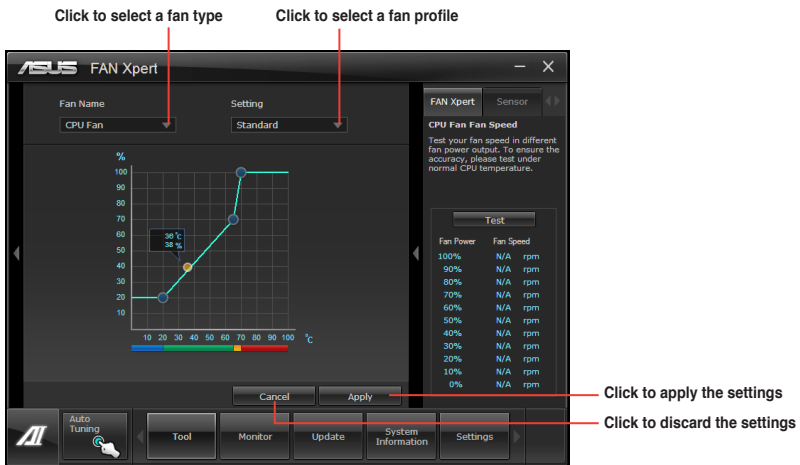 Click to select a fan type
Click to select a fan profile
ASUS FAN Xpert
Fan Name
Setting
CPU Fan
Standard
%
100
90
80
70
60
50
40
30
20
10
36°C
38 %
10 20 30 40 50 60 70 80 90 100 °C
Cancel
Apply
FAN Xpert
Sensor
CPU Fan Fan Speed
Test your fan speed in different
fan power output. To ensure the
accuracy, please test under
normal CPU temperature.
Test
Fan Power Fan Speed
100% N/A rpm
90% N/A rpm
80% N/A rpm
70% N/A rpm
60% N/A rpm
50% N/A rpm
40% N/A rpm
30% N/A rpm
20% N/A rpm
10% N/A rpm
0% N/A rpm
Click to apply the settings
Click to discard the settings
AI
Auto
Tuning
Tool
Monitor
Update
System
Information
Settings